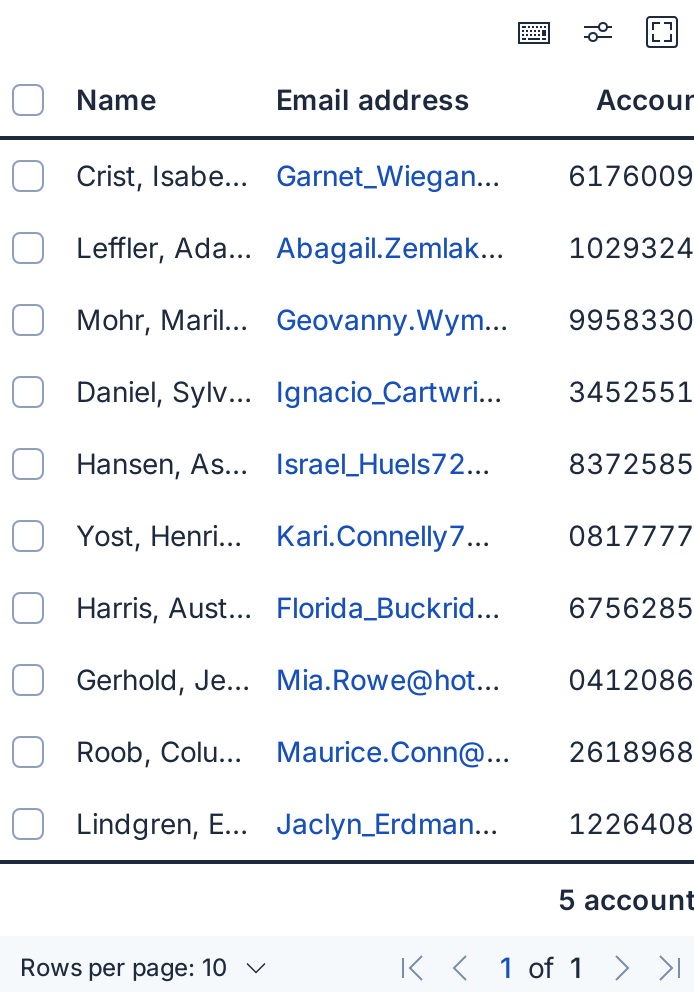 Name Email address Accoun
Crist, Isabe... Garnet_Wiegan... 6176009
Leffler, Ada... Abagail.Zemlak... 1029324
Mohr, Maril... Geovanny.Wym... 9958330
Daniel, Sylv... Ignacio_Cartwri... 3452551
Hansen, As... Israel_Huels72... 8372585
Yost, Henri... Kari.Connelly7... 0817777
Harris, Aust... Florida_Buckrid... 6756285
Gerhold, Je... Mia.Rowe@hot... 0412086
Roob, Colu... Maurice.Conn@... 2618968
Lindgren, E... Jaclyn_Erdman... 1226408
5 account
Rows per page: 10 1 of 1